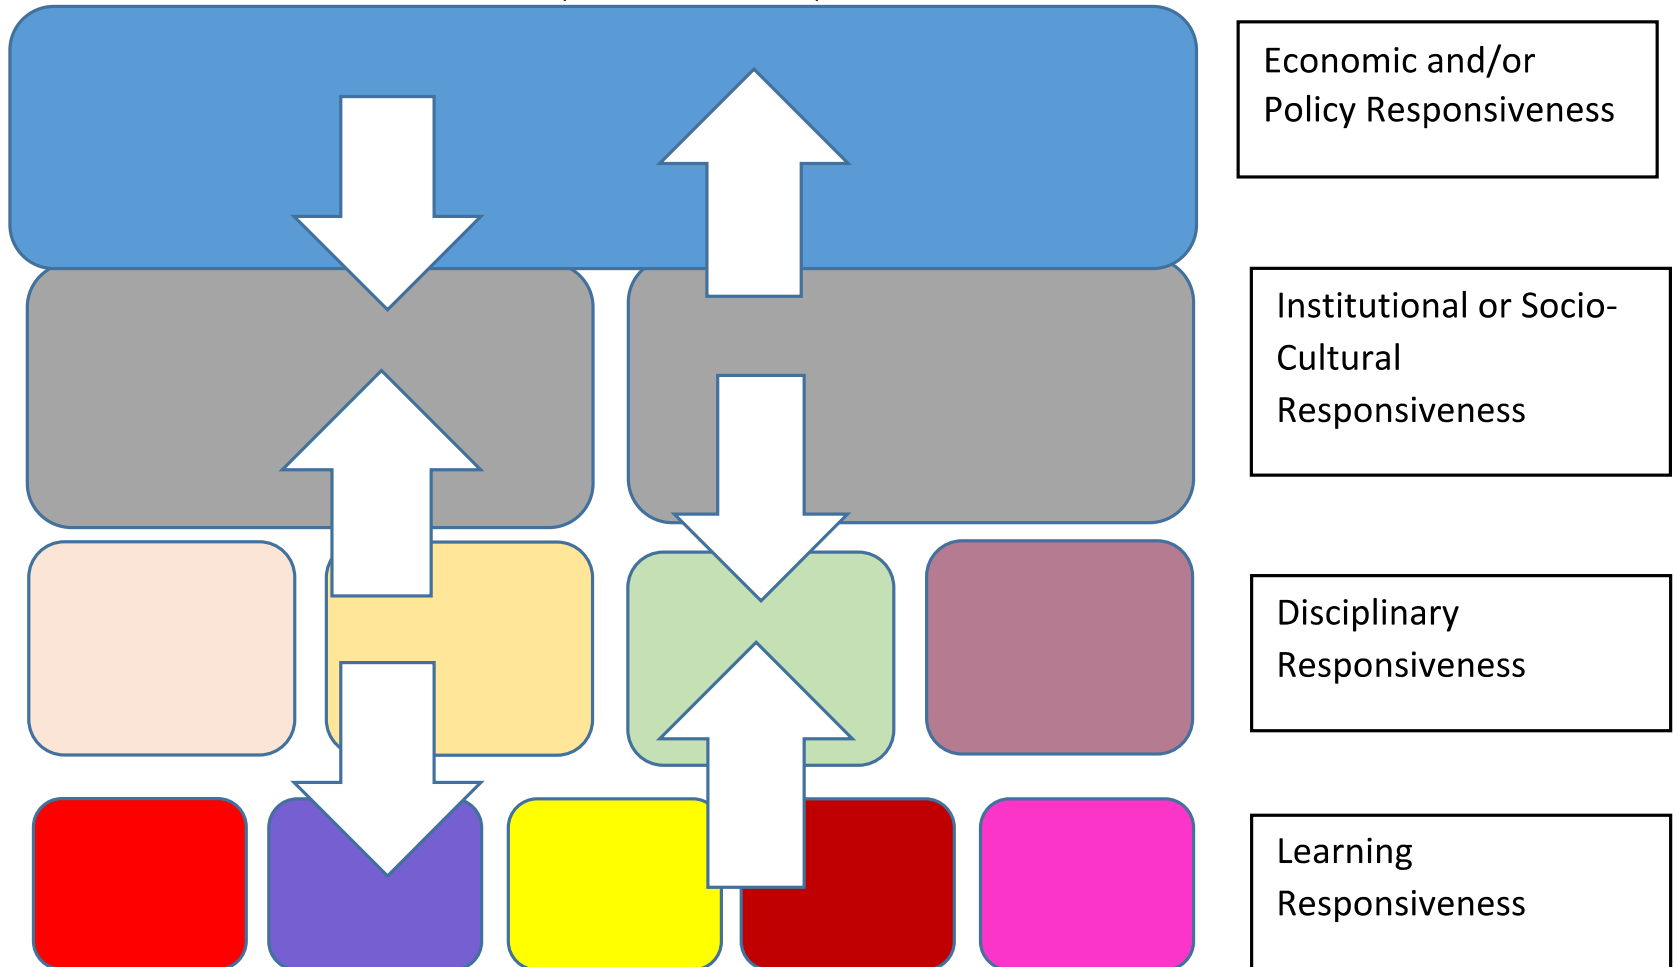 Economic and/or
Policy Responsiveness
Institutional or Socio-
Cultural
Responsiveness
Disciplinary
Responsiveness
Learning
Responsiveness